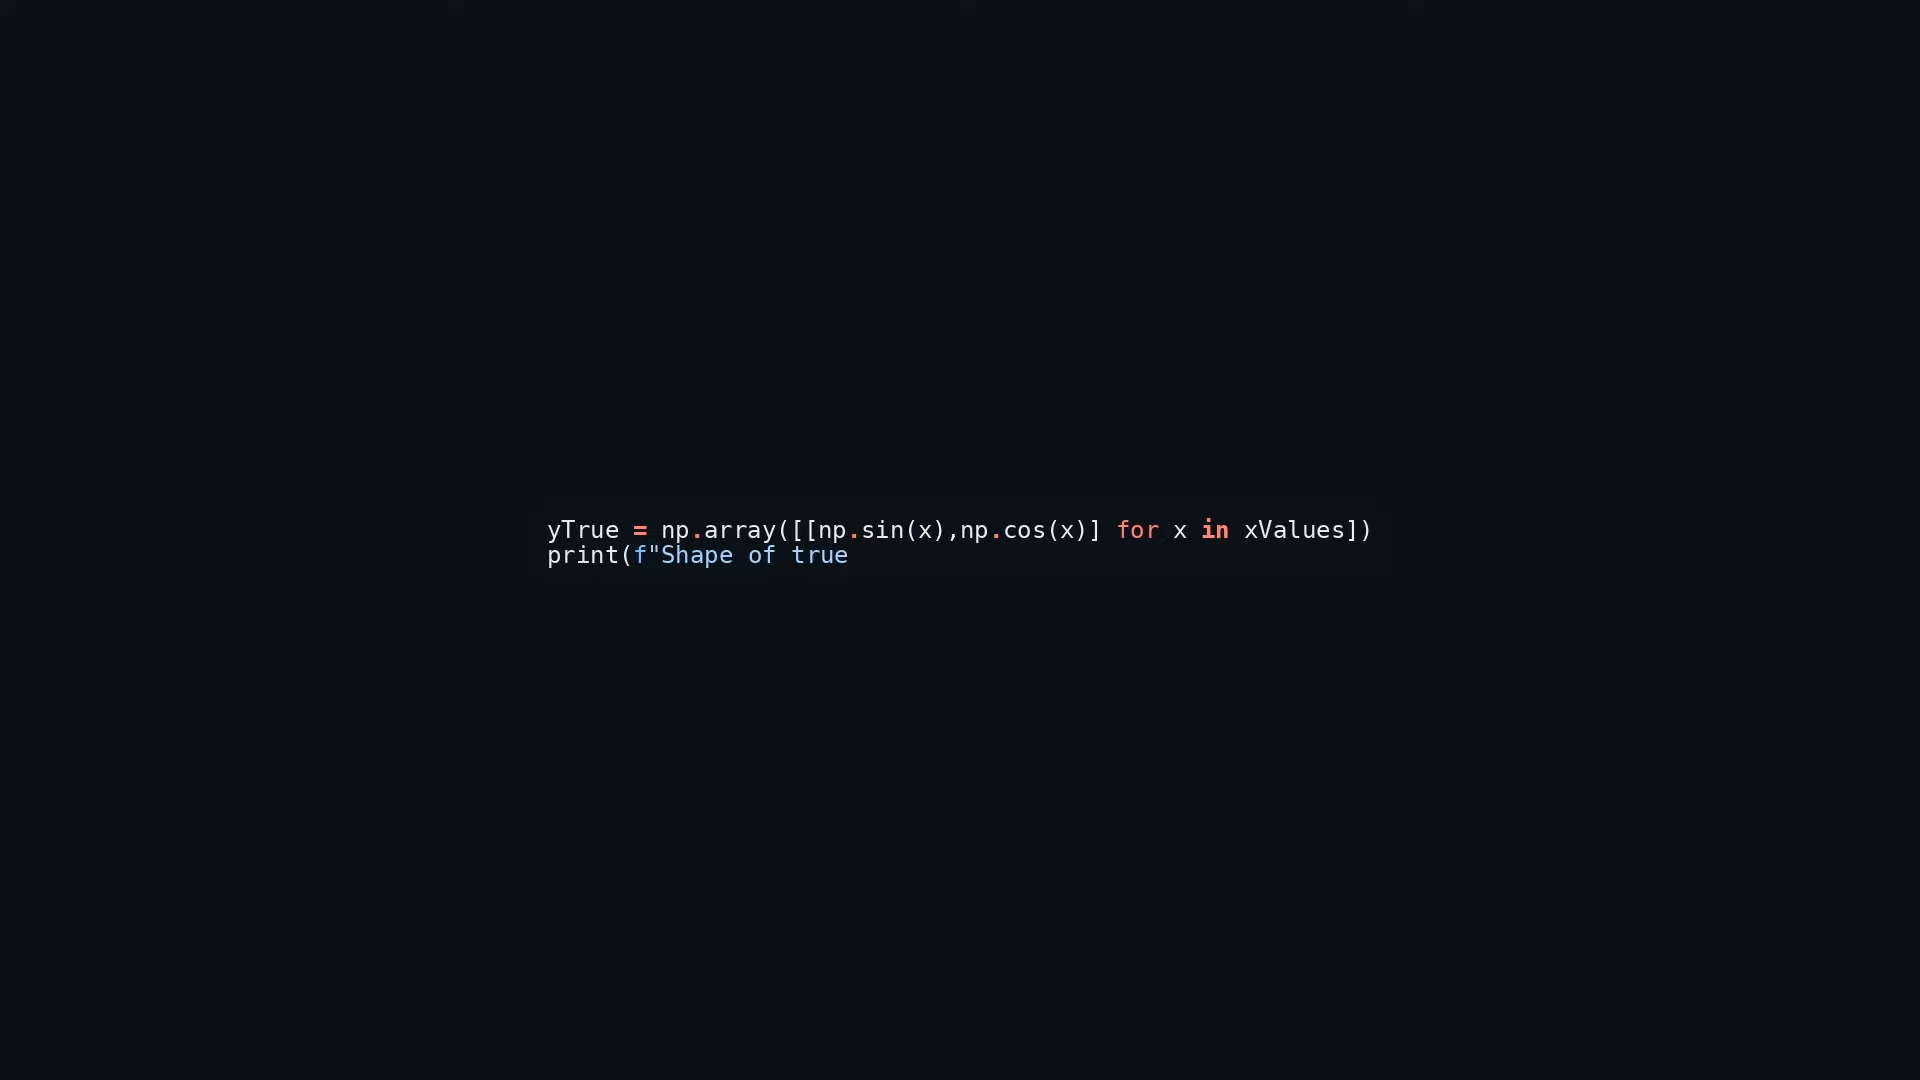 yTrue = np.array([[np.sin(x),np.cos(x)] for x in xValues])
print(f"Shape of true